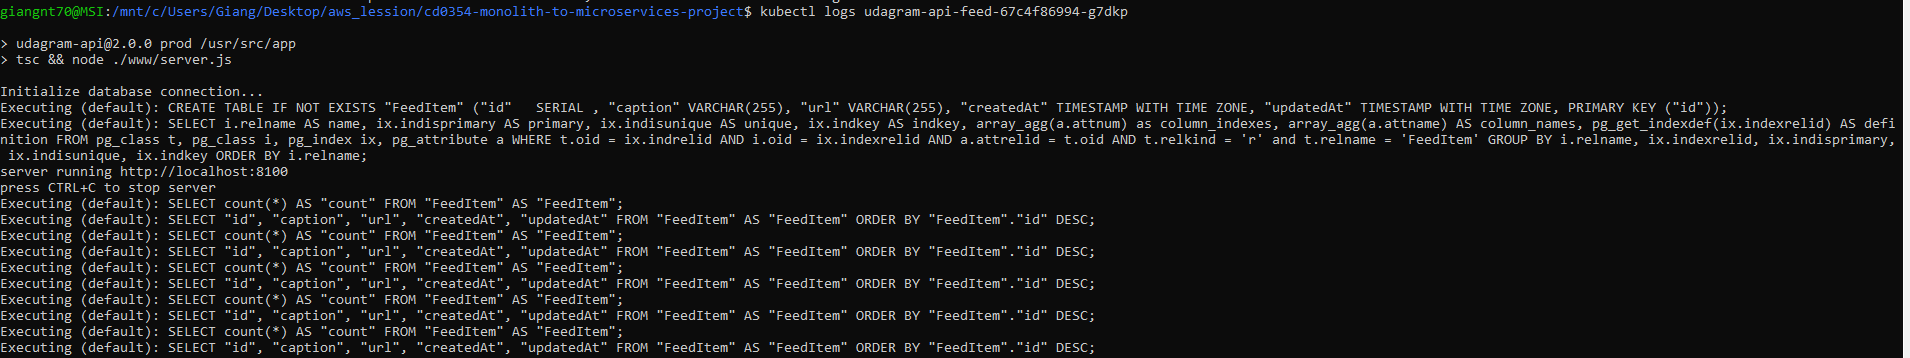 giangnt70@MSI:/mnt/c/Users/Giang/Desktop/aws_lession/cd0354-monolith-to-microservices-project$ kubectl logs udagram-api-feed-67c4f86994-g7dkp
> udagram-api@2.0.0 prod /usr/src/app
> tsc && node ./www/server.js
Initialize database connection...
Executing (default): CREATE TABLE IF NOT EXISTS "FeedItem" ("id"   SERIAL , "caption" VARCHAR(255), "url" VARCHAR(255), "createdAt" TIMESTAMP WITH TIME ZONE, "updatedAt" TIMESTAMP WITH TIME ZONE, PRIMARY KEY ("id"));
Executing (default): SELECT i.relname AS name, ix.indisprimary AS primary, ix.indisunique AS unique, ix.indkey AS indkey, array_agg(a.attnum) as column_indexes, array_agg(a.attname) AS column_names, pg_get_indexdef(ix.indexrelid) AS defi
nition FROM pg_class t, pg_class i, pg_index ix, pg_attribute a WHERE t.oid = ix.indrelid AND i.oid = ix.indexrelid AND a.attrelid = t.oid AND t.relkind = 'r' and t.relname = 'FeedItem' GROUP BY i.relname, ix.indexrelid, ix.indisprimary,
 ix.indisunique, ix.indkey ORDER BY i.relname;
server running http://localhost:8100
press CTRL+C to stop server
Executing (default): SELECT count(*) AS "count" FROM "FeedItem" AS "FeedItem";
Executing (default): SELECT "id", "caption", "url", "createdAt", "updatedAt" FROM "FeedItem" AS "FeedItem" ORDER BY "FeedItem"."id" DESC;
Executing (default): SELECT count(*) AS "count" FROM "FeedItem" AS "FeedItem";
Executing (default): SELECT "id", "caption", "url", "createdAt", "updatedAt" FROM "FeedItem" AS "FeedItem" ORDER BY "FeedItem"."id" DESC;
Executing (default): SELECT count(*) AS "count" FROM "FeedItem" AS "FeedItem";
Executing (default): SELECT "id", "caption", "url", "createdAt", "updatedAt" FROM "FeedItem" AS "FeedItem" ORDER BY "FeedItem"."id" DESC;
Executing (default): SELECT count(*) AS "count" FROM "FeedItem" AS "FeedItem";
Executing (default): SELECT "id", "caption", "url", "createdAt", "updatedAt" FROM "FeedItem" AS "FeedItem" ORDER BY "FeedItem"."id" DESC;
Executing (default): SELECT count(*) AS "count" FROM "FeedItem" AS "FeedItem";
Executing (default): SELECT "id", "caption", "url", "createdAt", "updatedAt" FROM "FeedItem" AS "FeedItem" ORDER BY "FeedItem"."id" DESC;